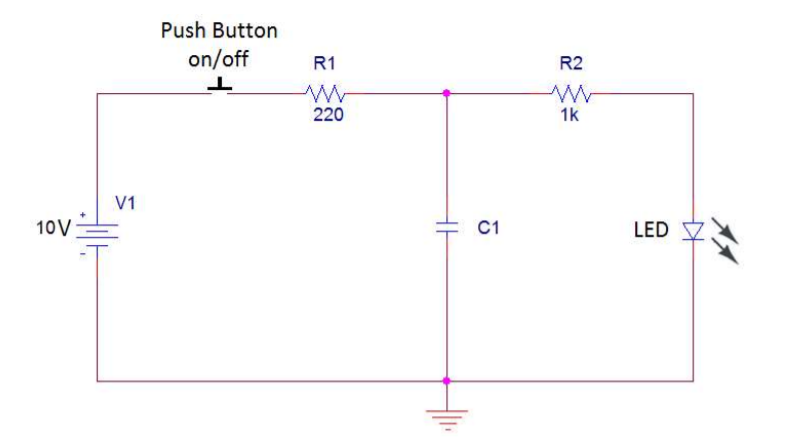 Push Button
on/off
R1
220
R2
1k
V1
+
10V
-
C1
LED